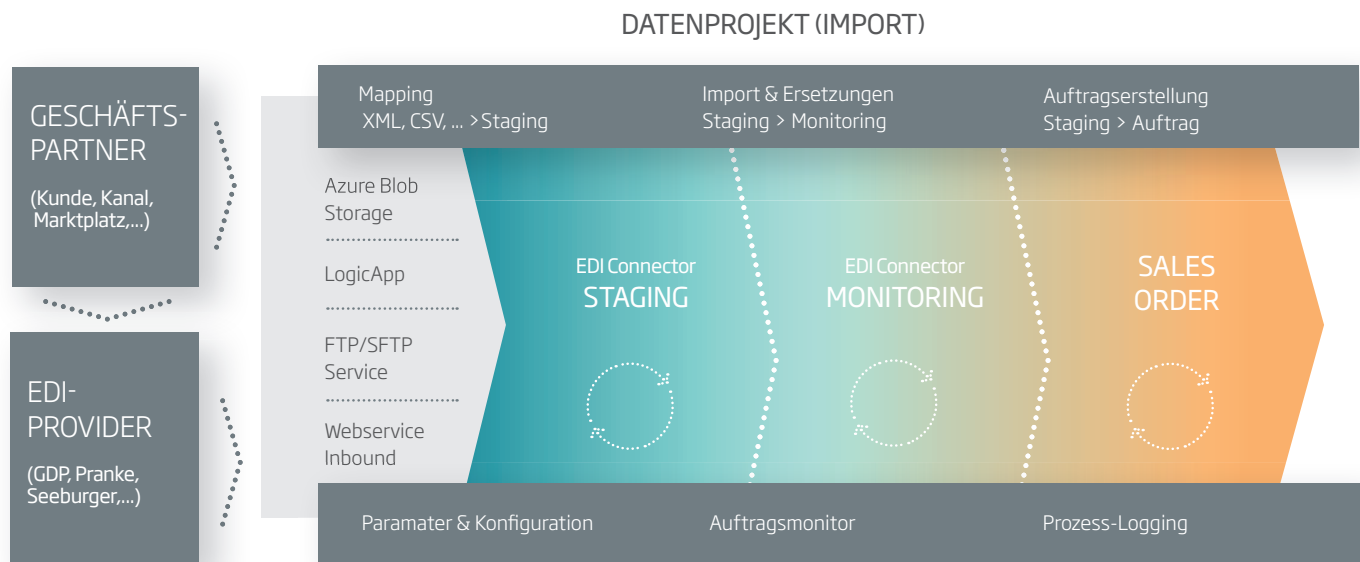 DATENPROJEKT (IMPORT)
GESCHÄFTS-
PARTNER
(Kunde, Kanal,
Marktplatz,...)
EDI-
PROVIDER
(GDP, Pranke,
Seeburger,...)
Mapping
XML, CSV, ... > Staging
Import & Ersetzungen
Staging > Monitoring
Auftragserstellung
Staging > Auftrag
Azure Blob
Storage
LogicApp
FTP/SFTP
Service
Webservice
Inbound
EDI Connector
STAGING
EDI Connector
MONITORING
SALES
ORDER
Paramater & Konfiguration
Auftragsmonitor
Prozess-Logging